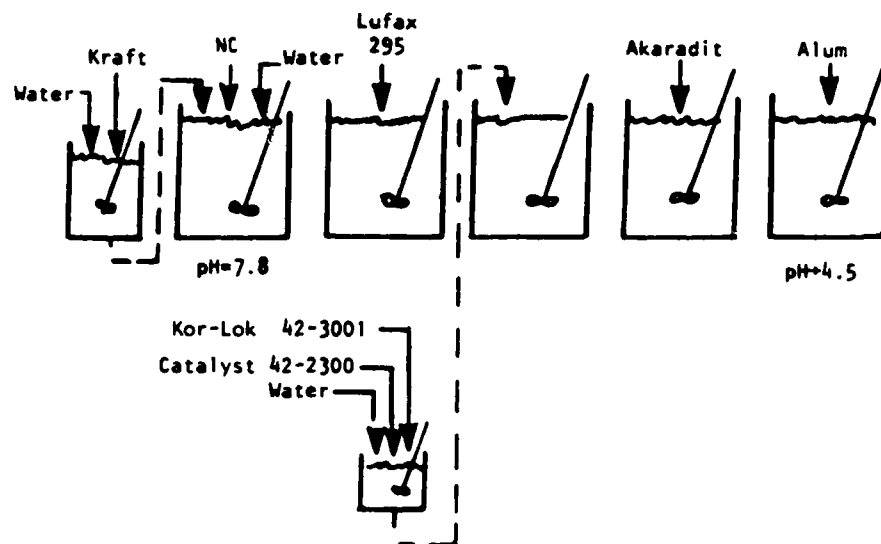 Water
Kraft
NC
Water
Lufax
295
Akaradit
Alum
pH=7.8
pH→4.5
Kor-Lok 42-3001
Catalyst 42-2300
Water